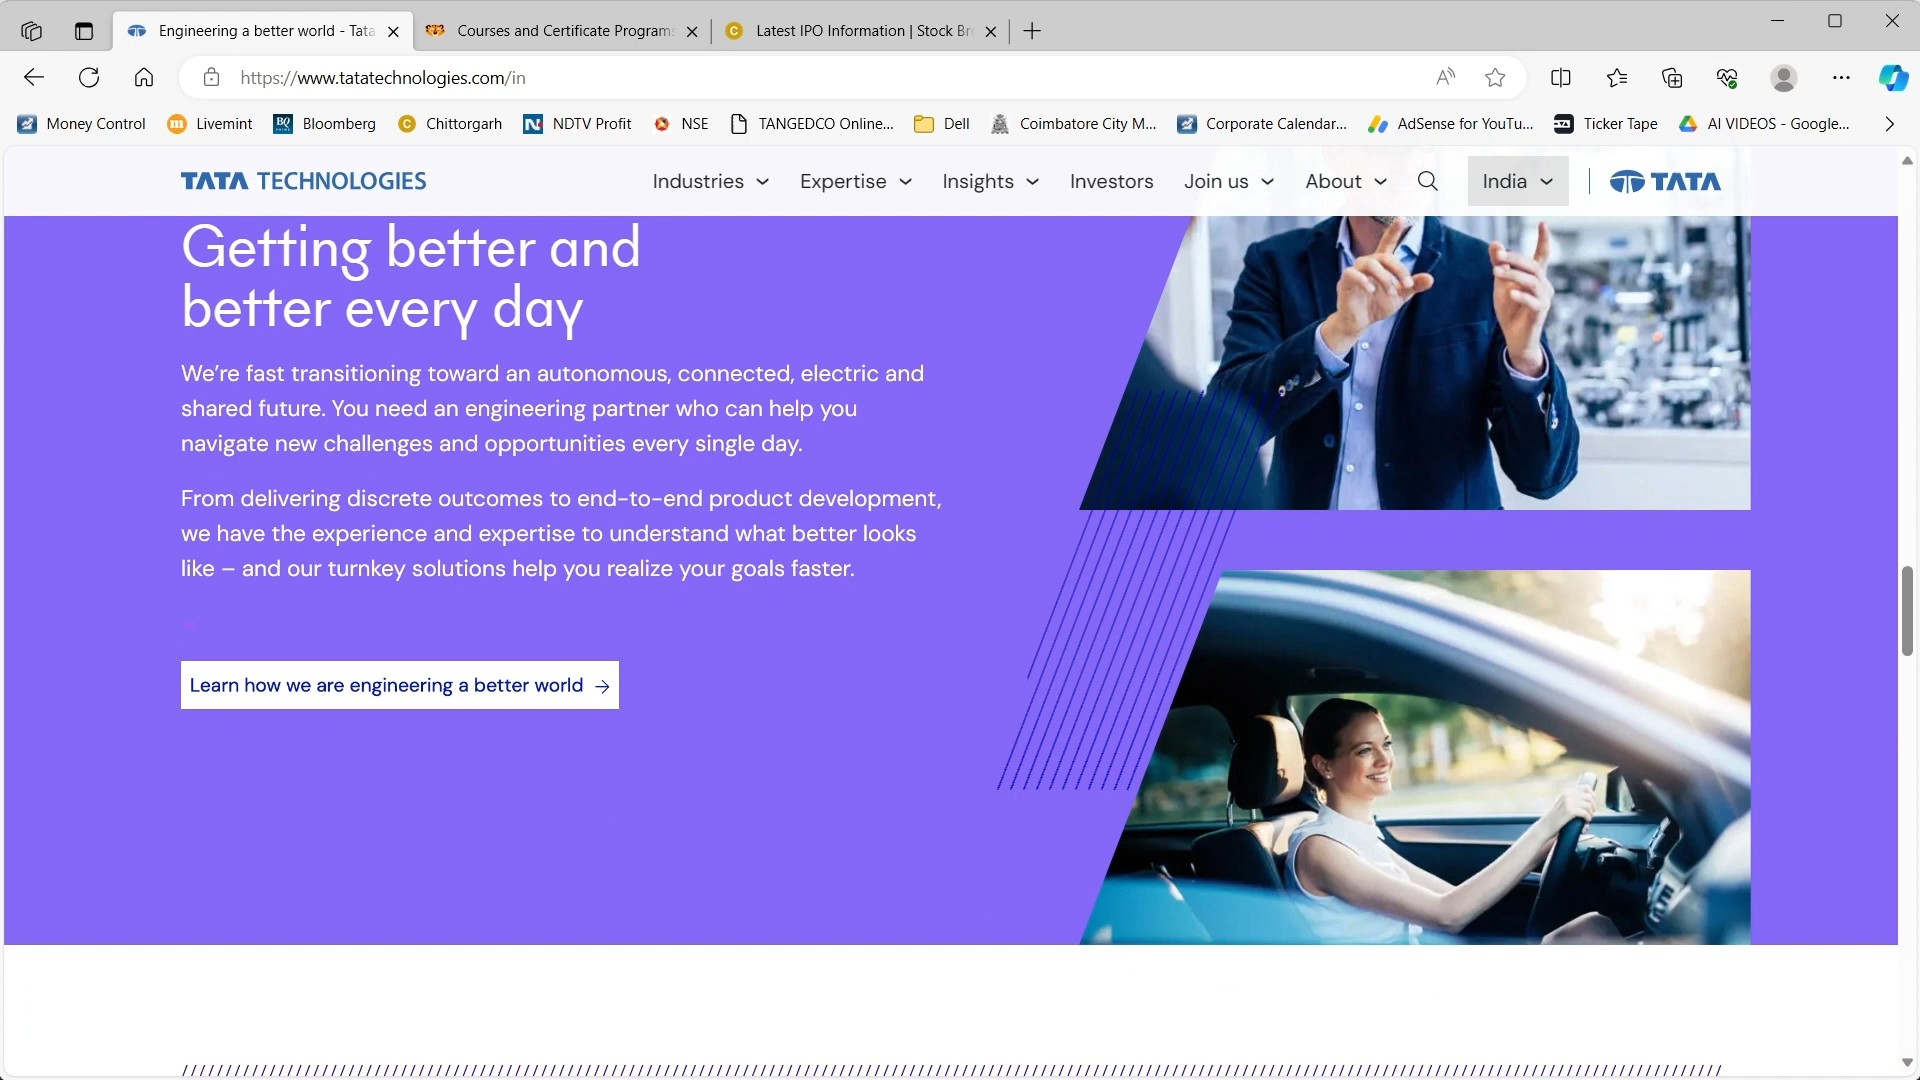 Engineering a better world - Tata
Courses and Certificate Programs
Latest IPO Information | Stock Br
https://www.tatatechnologies.com/in
Money Control
Livemint
Bloomberg
Chittorgarh
NDTV Profit
NSE
TANGEDCO Online...
Dell
Coimbatore City M...
Corporate Calendar...
AdSense for YouTu...
Ticker Tape
AI VIDEOS - Google...
TATA TECHNOLOGIES
Industries
Expertise
Insights
Investors
Join us
About
India
TATA
Getting better and
better every day
We’re fast transitioning toward an autonomous, connected, electric and
shared future. You need an engineering partner who can help you
navigate new challenges and opportunities every single day.
From delivering discrete outcomes to end-to-end product development,
we have the experience and expertise to understand what better looks
like – and our turnkey solutions help you realize your goals faster.
Learn how we are engineering a better world →